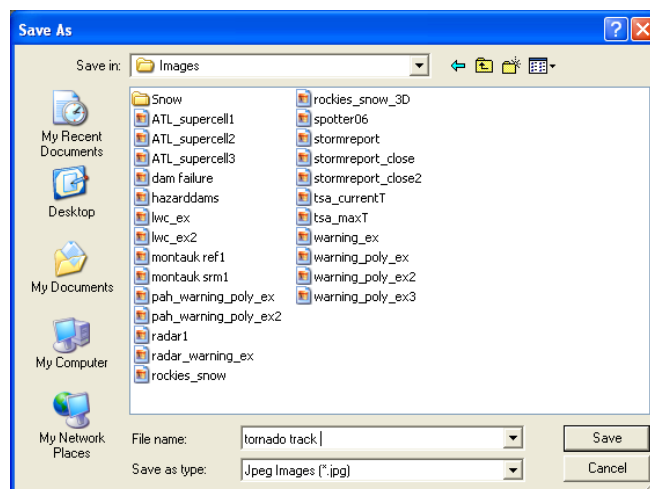 Save As
Save in: Images
My Recent
Documents
Desktop
My Documents
My Computer
My Network
Places
Snow
ATL_supercell1
ATL_supercell2
ATL_supercell3
dam failure
hazarddams
lwc_ex
lwc_ex2
montauk ref1
montauk srm1
pah_warning_poly_ex
pah_warning_poly_ex2
radar1
radar_warning_ex
rockies_snow
rockies_snow_3D
spotter06
stormreport
stormreport_close
stormreport_close2
tsa_currentT
tsa_maxT
warning_ex
warning_poly_ex
warning_poly_ex2
warning_poly_ex3
File name: tornado track Save
Save as type: Jpeg Images (*.jpg) Cancel